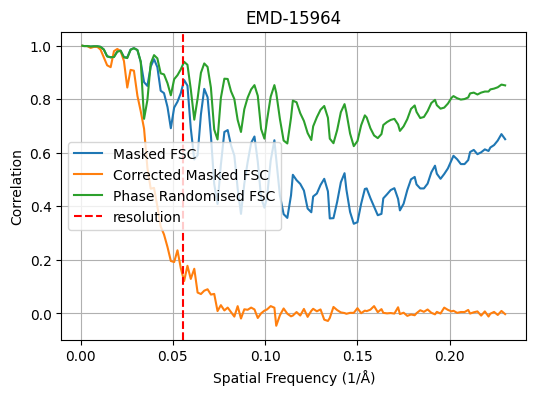 EMD-15964
1.0
0.8
0.6
0.4
0.2
0.0
Correlation
Masked FSC
Corrected Masked FSC
Phase Randomised FSC
resolution
0.00 0.05 0.10 0.15 0.20
Spatial Frequency (1/Å)